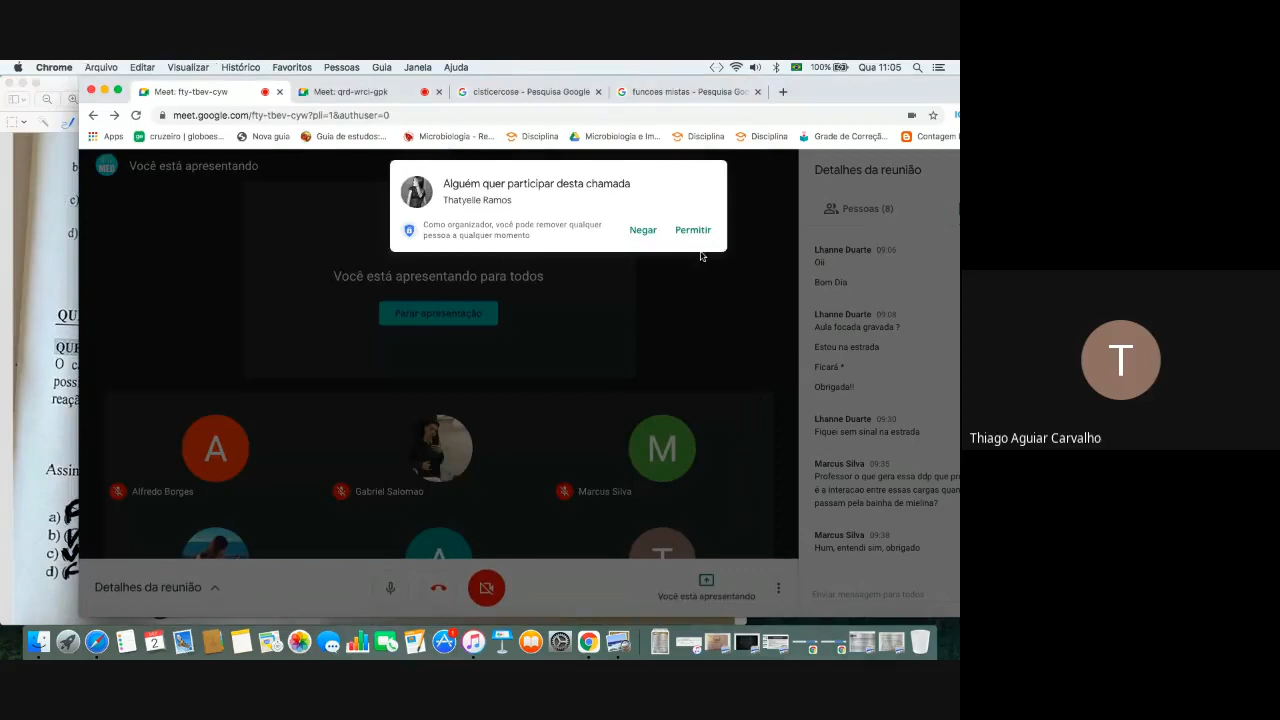 Chrome Arquivo Editar Visualizar Histórico Favoritos Pessoas Guia Janela Ajuda 100% Qua 11:05
Meet: fty-tbev-cyw
Meet: qrd-wrci-gpk
cisticercose - Pesquisa Google
funcoes mistas - Pesquisa Goo
meet.google.com/fty-tbev-cyw?pli=1&authuser=0
Apps
cruzeiro | globoes...
Nova guia
Guia de estudos:...
Microbiologia - Re...
Disciplina
Microbiologia e Im...
Disciplina
Disciplina
Grade de Correçã...
Contagem
MED
Você está apresentando
Alguém quer participar desta chamada
Thatyelle Ramos
Como organizador, você pode remover qualquer
pessoa a qualquer momento
Negar
Permitir
Você está apresentando para todos
Parar apresentação
A
M
Alfredo Borges
Gabriel Salomao
Marcus Silva
A
T
Detalhes da reunião
Você está apresentando
Detalhes da reunião
Pessoas (8)
Lhanne Duarte 09:06
Oii
Bom Dia
Lhanne Duarte 09:08
Aula focada gravada ?
Estou na estrada
Ficará *
Obrigada!!
Lhanne Duarte 09:30
Fiquei sem sinal na estrada
Marcus Silva 09:35
Professor o que gera essa ddp que pr
é a interacao entre essas cargas quan
passam pela bainha de mielina?
Marcus Silva 09:38
Hum, entendi sim, obrigado
Enviar mensagem para todos
b
c)
d)
QU
QUE
O c
poss
reaçã
Assin
a)
b)
c)
d)
T
Thiago Aguiar Carvalho